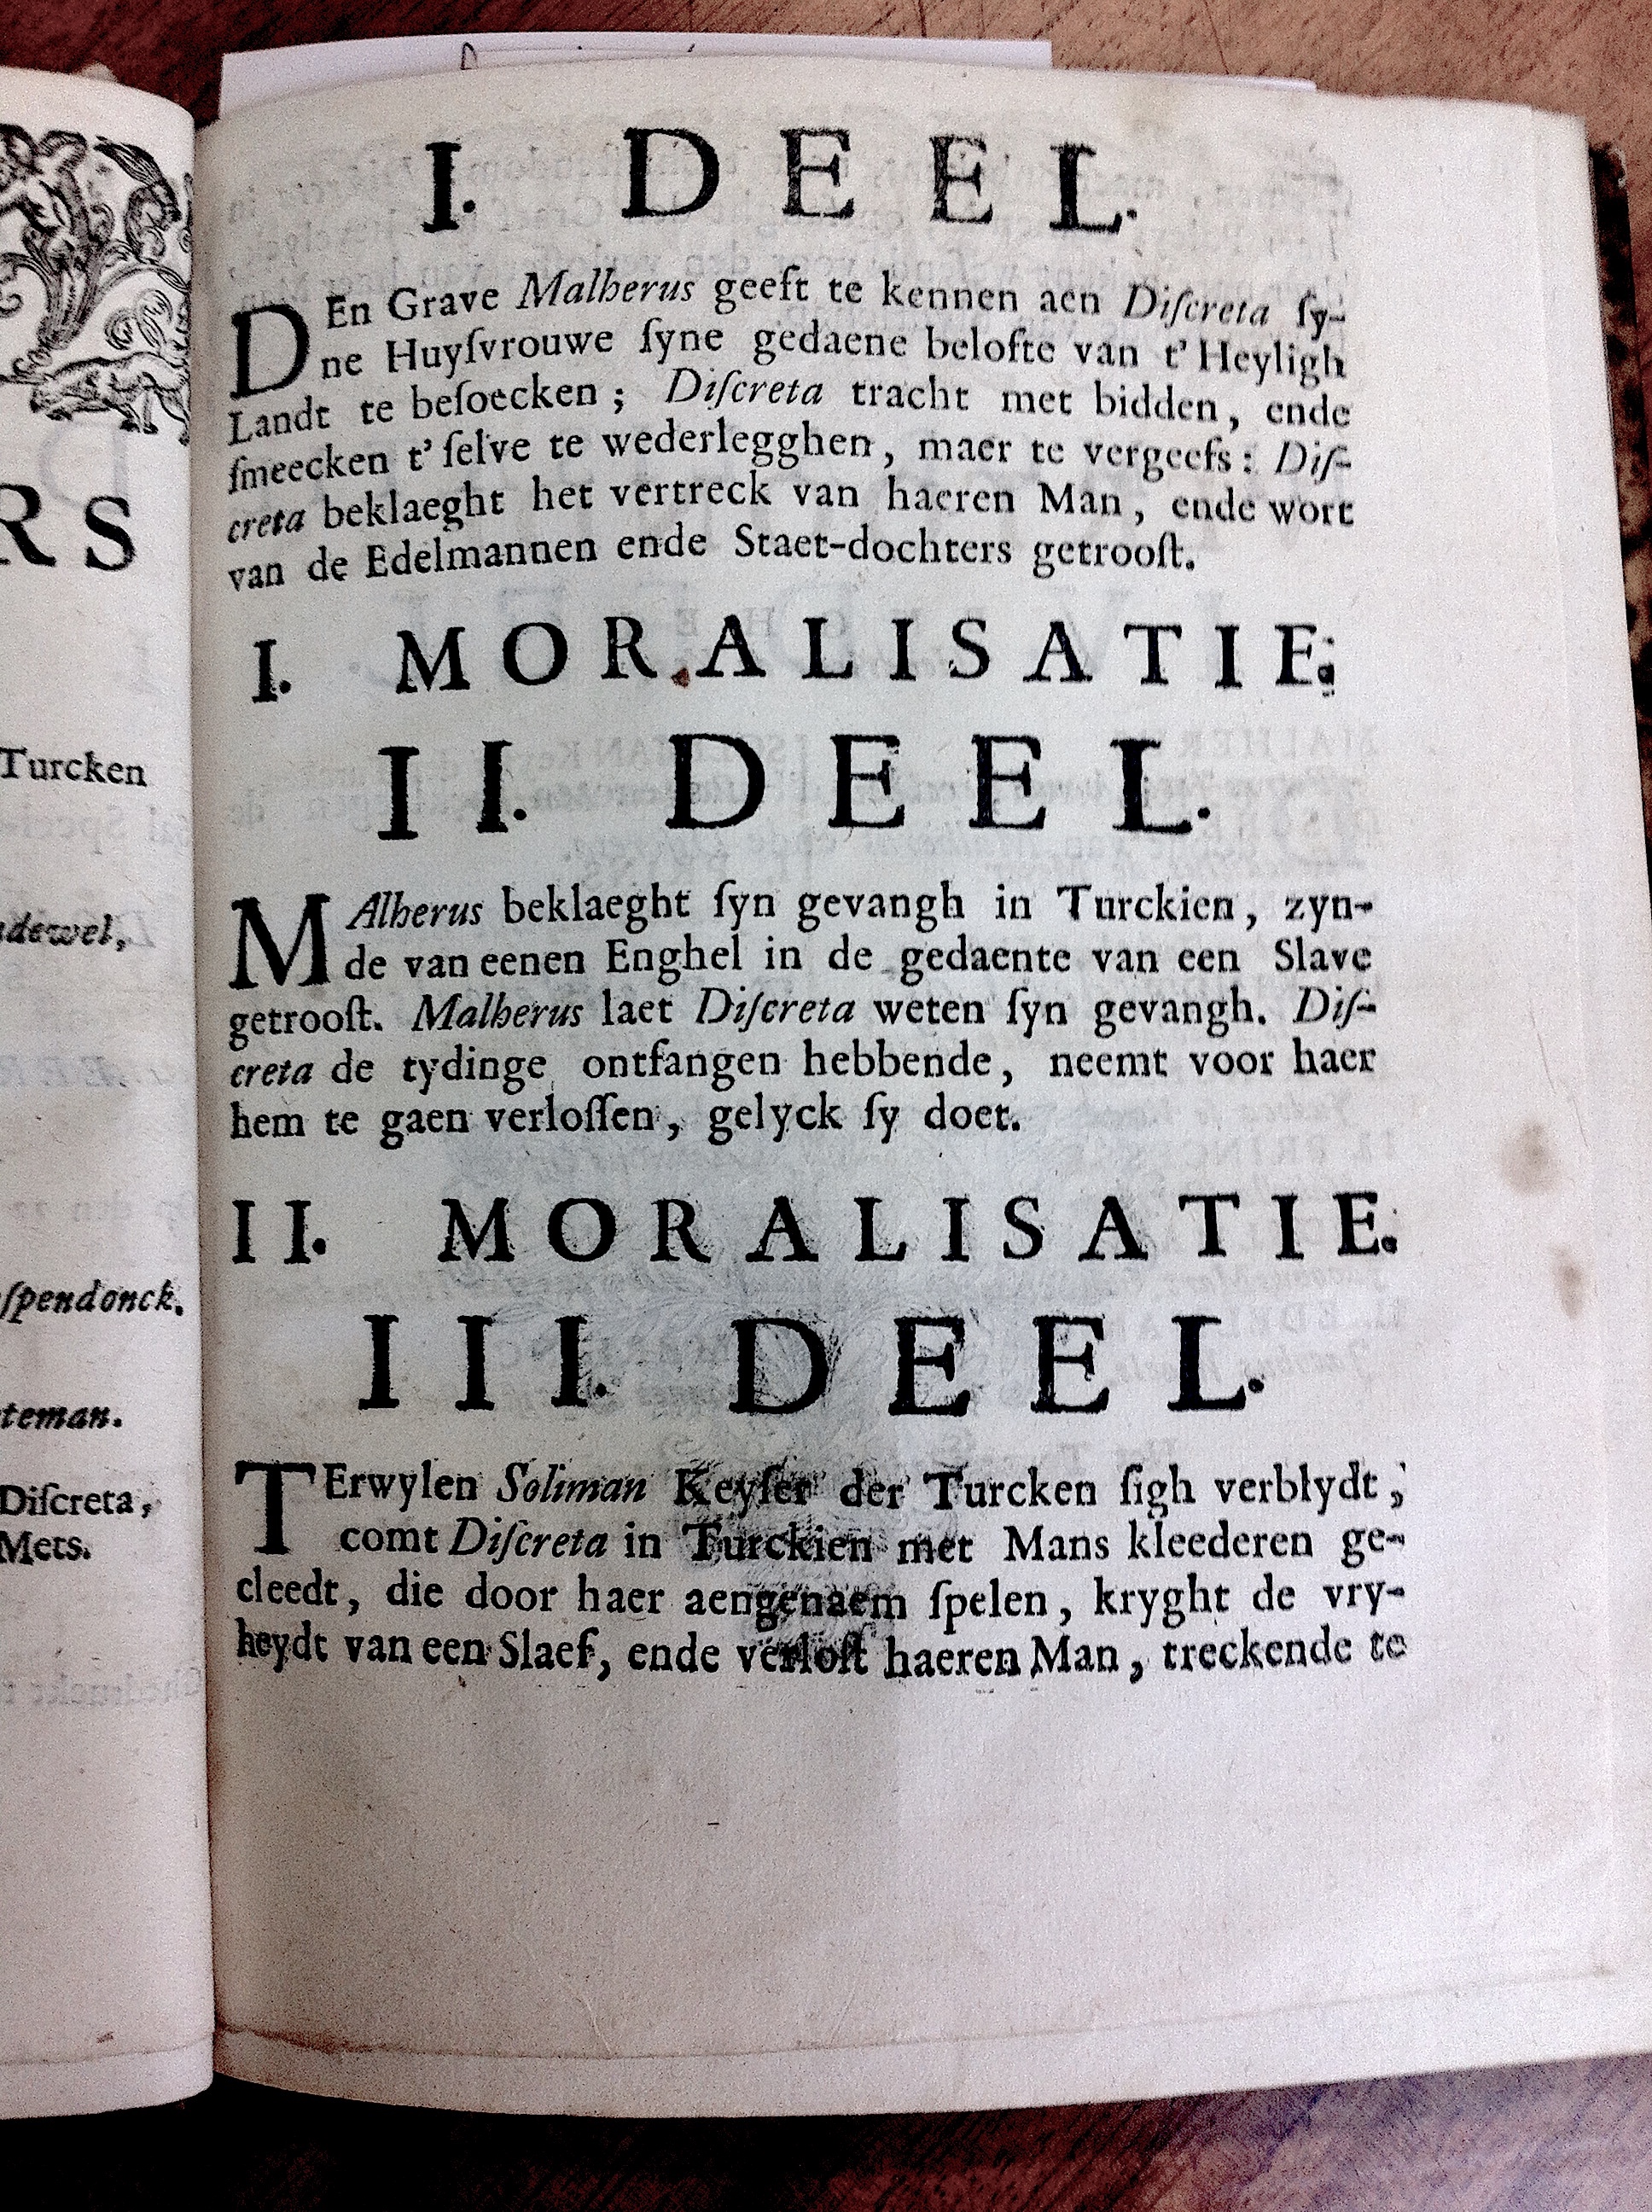 RS
Turcken
ndewel,
spendonck.
teman.
Discreta,
Mets.
I. DEEL.
DEn Grave Malherus geeft te kennen aen Diſcreta ſy-
ne Huyſvrouwe ſyne gedaene belofte van t' Heyligh
Landt te beſoecken ; Diſcreta tracht met bidden, ende
ſmeecken t' ſelve te wederlegghen, maer te vergeefs : Diſ-
creta beklaeght het vertreck van haeren Man, ende wort
van de Edelmannen ende Staet-dochters getrooſt.
I. MORALISATIE.
II. DEEL.
MAlherus beklaeght ſyn gevangh in Turckien, zyn-
de van eenen Enghel in de gedaente van een Slave
getrooſt. Malherus laet Diſcreta weten ſyn gevangh. Diſ-
creta de tydinge ontfangen hebbende, neemt voor haer
hem te gaen verloſſen, gelyck ſy doet.
II. MORALISATIE.
III. DEEL.
TErwylen Soliman Keyſer der Turcken ſigh verblydt,
comt Diſcreta in Turckien met Mans kleederen ge-
cleedt, die door haer aengenaem ſpelen, kryght de vry-
heydt van een Slaef, ende verloſt haeren Man, treckende te